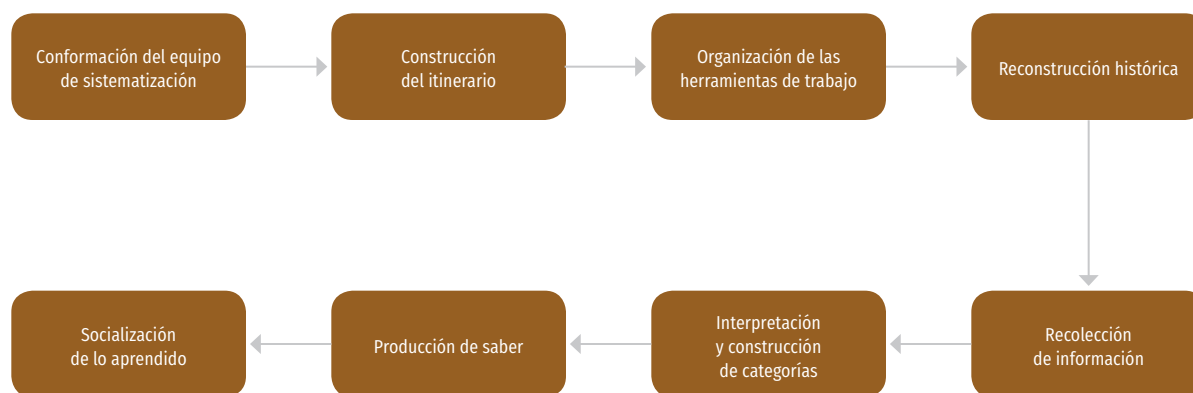 Conformación del equipo
de sistematización
Construcción
del itinerario
Organización de las
herramientas de trabajo
Reconstrucción histórica
Recolección
de información
Interpretación
y construcción
de categorías
Producción de saber
Socialización
de lo aprendido